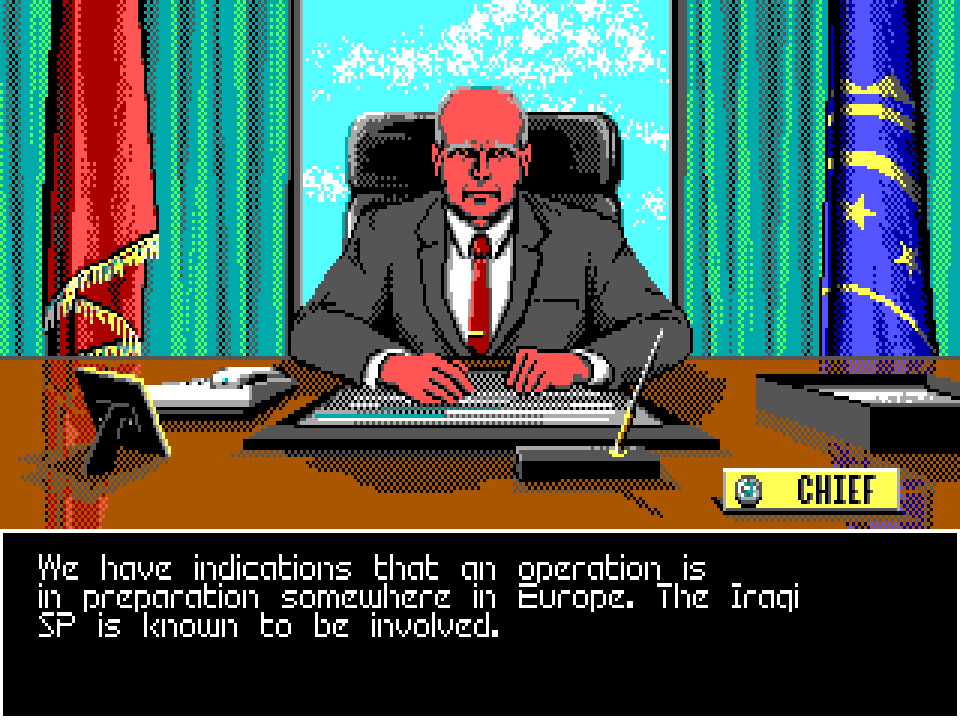 CHIEF
We have indications that an operation is
in preparation somewhere in Europe. The Iraqi
SP is known to be involved.